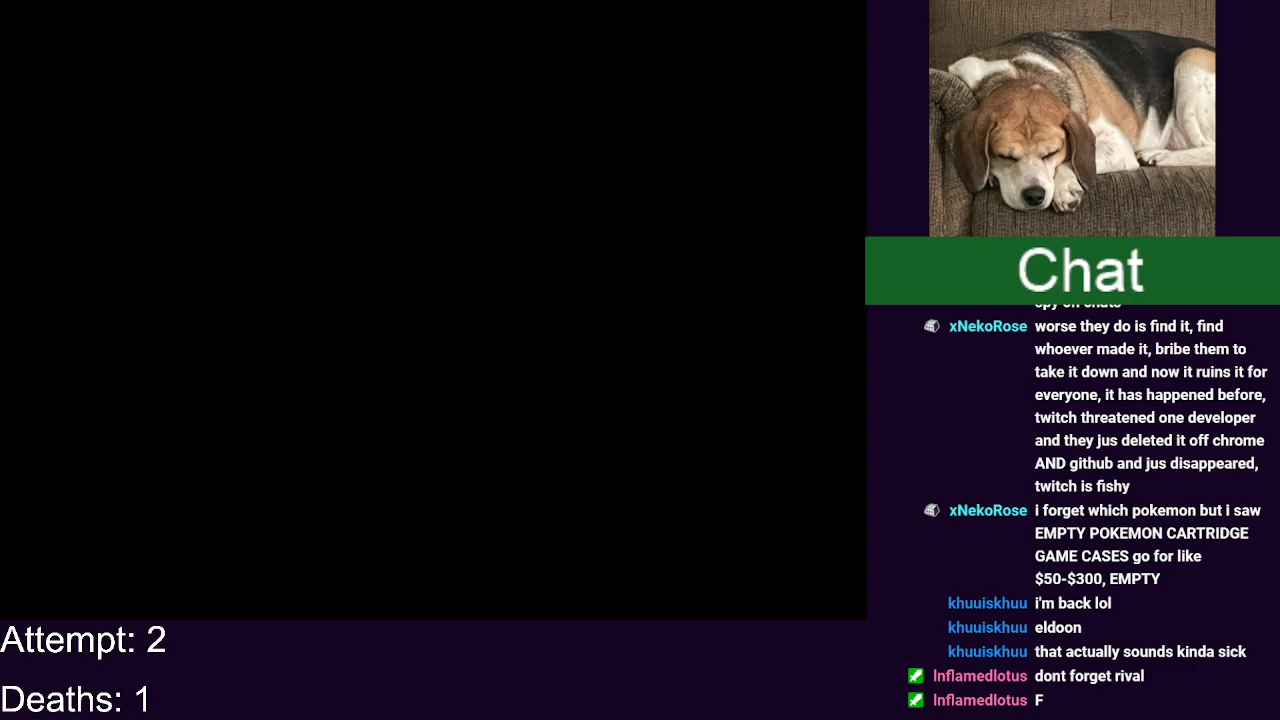 Chat
spy on chats
xNekoRose worse they do is find it, find
whoever made it, bribe them to
take it down and now it ruins it for
everyone, it has happened before,
twitch threatened one developer
and they jus deleted it off chrome
AND github and jus disappeared,
twitch is fishy
xNekoRose i forget which pokemon but i saw
EMPTY POKEMON CARTRIDGE
GAME CASES go for like
$50-$300, EMPTY
khuuiskhuu i'm back lol
khuuiskhuu eldoon
khuuiskhuu that actually sounds kinda sick
Inflamedlotus dont forget rival
Inflamedlotus F
Attempt: 2
Deaths: 1